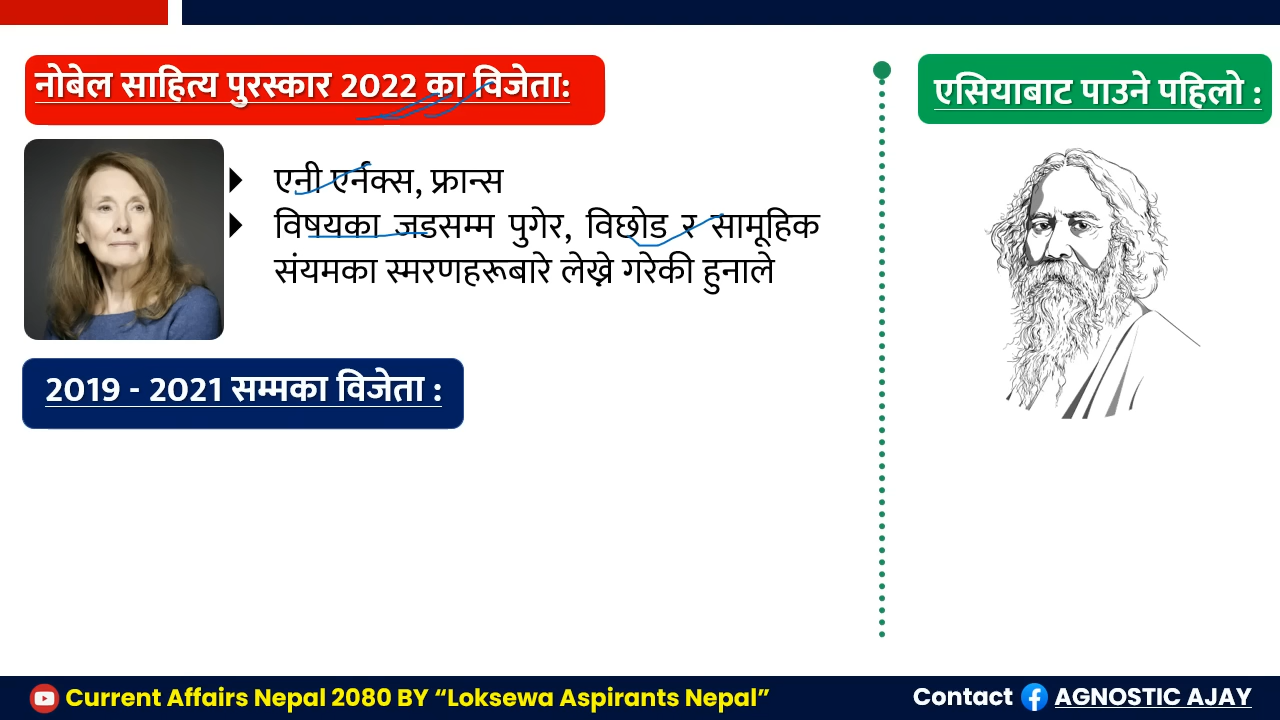 नोबेल साहित्य पुरस्कार 2022 का विजेता:
एनी एर्नक्स, फ्रान्स
विषयका जडसम्म पुगेर, विछोड र सामूहिक
संयमका स्मरणहरूबारे लेख्ने गरेकी हुनाले
2019 - 2021 सम्मका विजेता :
एसियाबाट पाउने पहिलो :
Current Affairs Nepal 2080 BY “Loksewa Aspirants Nepal”
Contact AGNOSTIC AJAY